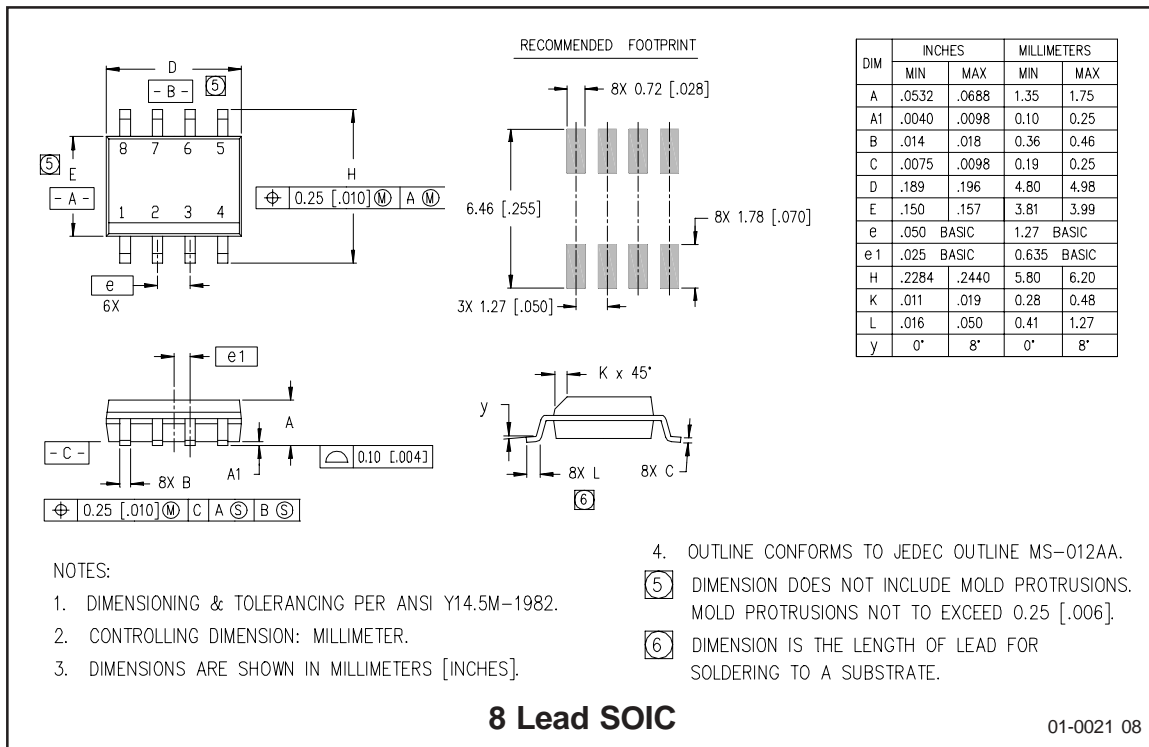 RECOMMENDED FOOTPRINT
D
- B -
5
8X 0.72 [.028]
8 7 6 5
5
E
- A -
H
⌖ 0.25 [.010] Ⓜ A Ⓜ
1 2 3 4
e
6X
6.46 [.255]
8X 1.78 [.070]
3X 1.27 [.050]
DIM INCHES MILLIMETERS
MIN MAX MIN MAX
A .0532 .0688 1.35 1.75
A1 .0040 .0098 0.10 0.25
B .014 .018 0.36 0.46
C .0075 .0098 0.19 0.25
D .189 .196 4.80 4.98
E .150 .157 3.81 3.99
e .050 BASIC 1.27 BASIC
e1 .025 BASIC 0.635 BASIC
H .2284 .2440 5.80 6.20
K .011 .019 0.28 0.48
L .016 .050 0.41 1.27
y 0° 8° 0° 8°
e1
A
- C -
A1
8X B
⌓ 0.10 [.004]
⌖ 0.25 [.010] Ⓜ C A Ⓢ B Ⓢ
K x 45°
y
8X L
8X C
6
NOTES:
1. DIMENSIONING & TOLERANCING PER ANSI Y14.5M-1982.
2. CONTROLLING DIMENSION: MILLIMETER.
3. DIMENSIONS ARE SHOWN IN MILLIMETERS [INCHES].
4. OUTLINE CONFORMS TO JEDEC OUTLINE MS-012AA.
5 DIMENSION DOES NOT INCLUDE MOLD PROTRUSIONS.
MOLD PROTRUSIONS NOT TO EXCEED 0.25 [.006].
6 DIMENSION IS THE LENGTH OF LEAD FOR
SOLDERING TO A SUBSTRATE.
8 Lead SOIC
01-0021 08